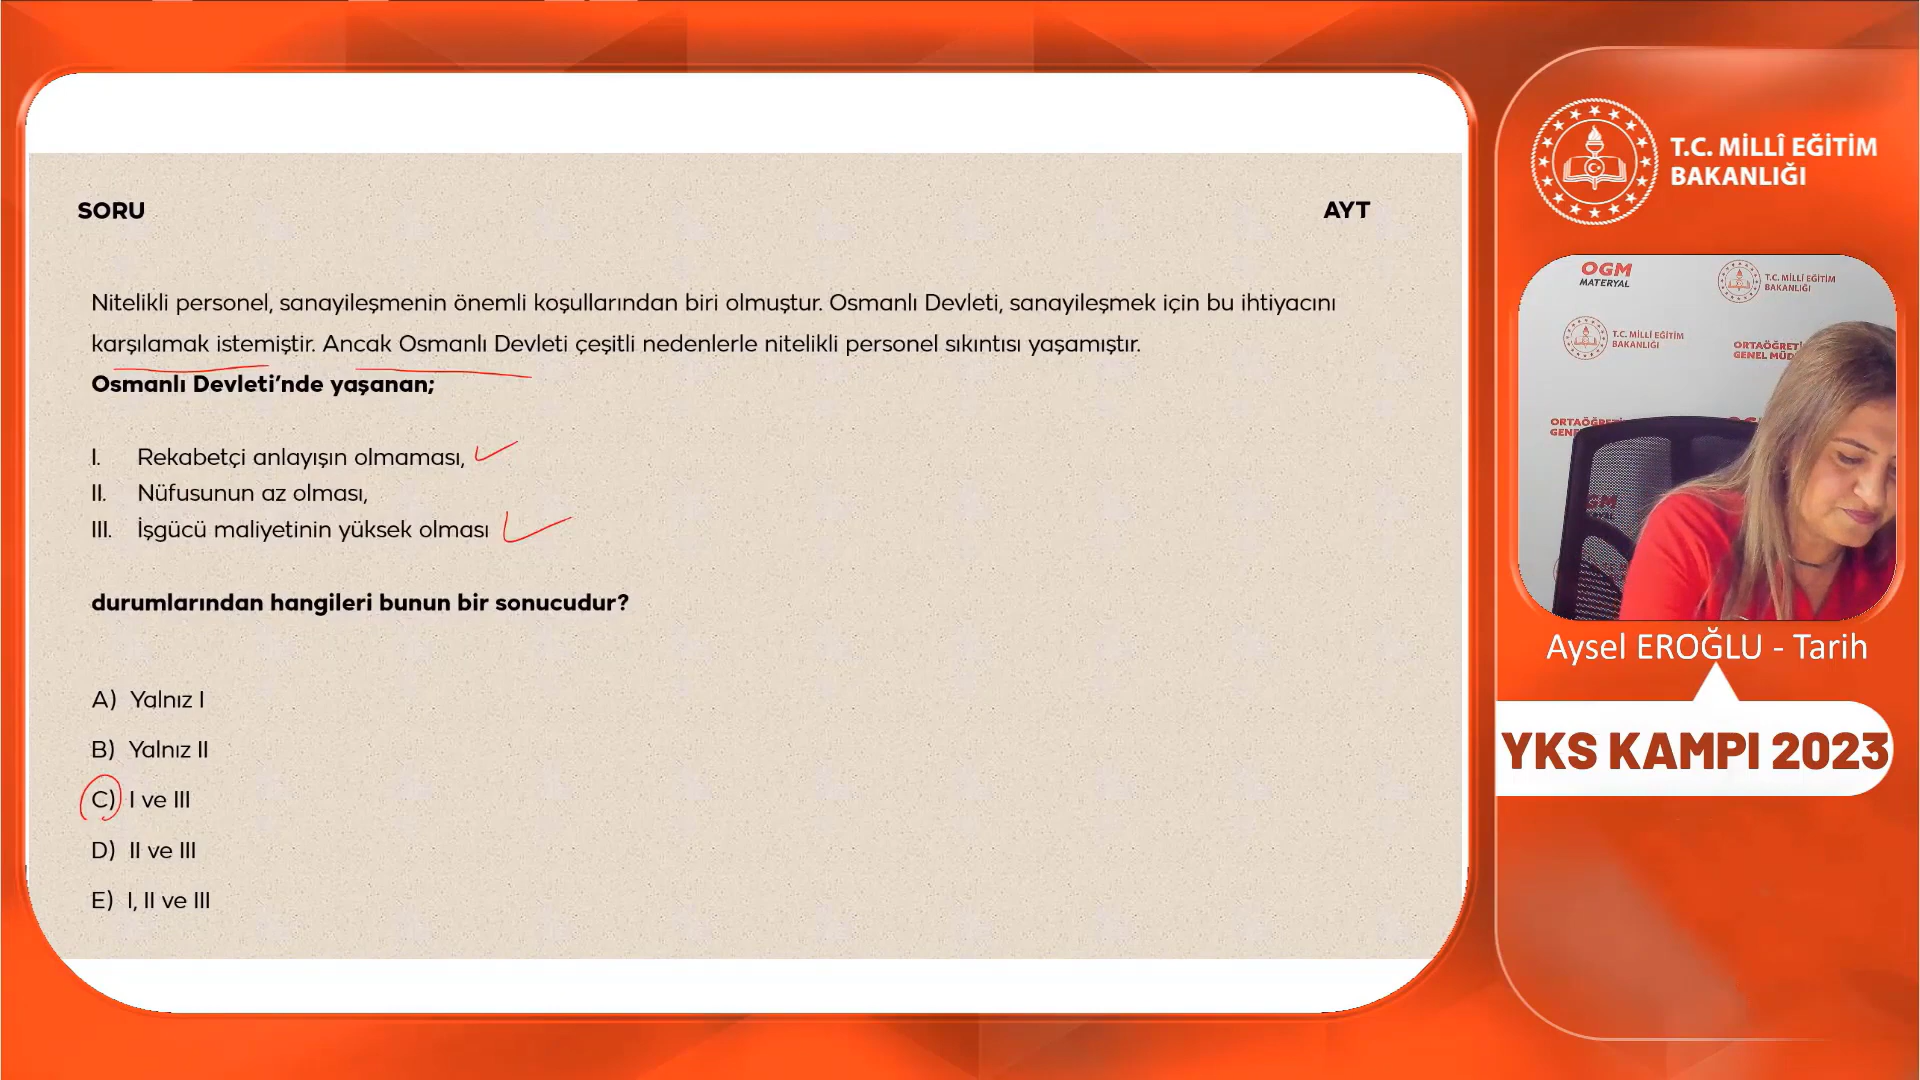 SORU
AYT
Nitelikli personel, sanayileşmenin önemli koşullarından biri olmuştur. Osmanlı Devleti, sanayileşmek için bu ihtiyacını
karşılamak istemiştir. Ancak Osmanlı Devleti çeşitli nedenlerle nitelikli personel sıkıntısı yaşamıştır.
Osmanlı Devleti’nde yaşanan;
I. Rekabetçi anlayışın olmaması,
II. Nüfusunun az olması,
III. İşgücü maliyetinin yüksek olması
durumlarından hangileri bunun bir sonucudur?
A) Yalnız I
B) Yalnız II
C) I ve III
D) II ve III
E) I, II ve III
T.C. MİLLÎ EĞİTİM
BAKANLIĞI
OGM
MATERYAL
T.C. MİLLÎ EĞİTİM
BAKANLIĞI
T.C. MİLLÎ EĞİTİM
BAKANLIĞI
Aysel EROĞLU - Tarih
YKS KAMPI 2023